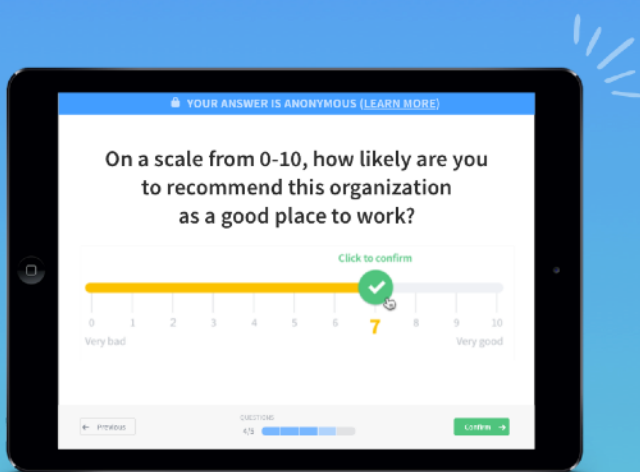 YOUR ANSWER IS ANONYMOUS (LEARN MORE)
On a scale from 0-10, how likely are you
to recommend this organization
as a good place to work?
Click to confirm
0 1 2 3 4 5 6 7 8 9 10
Very bad Very good
QUESTIONS
← Previous 4/5 Confirm →